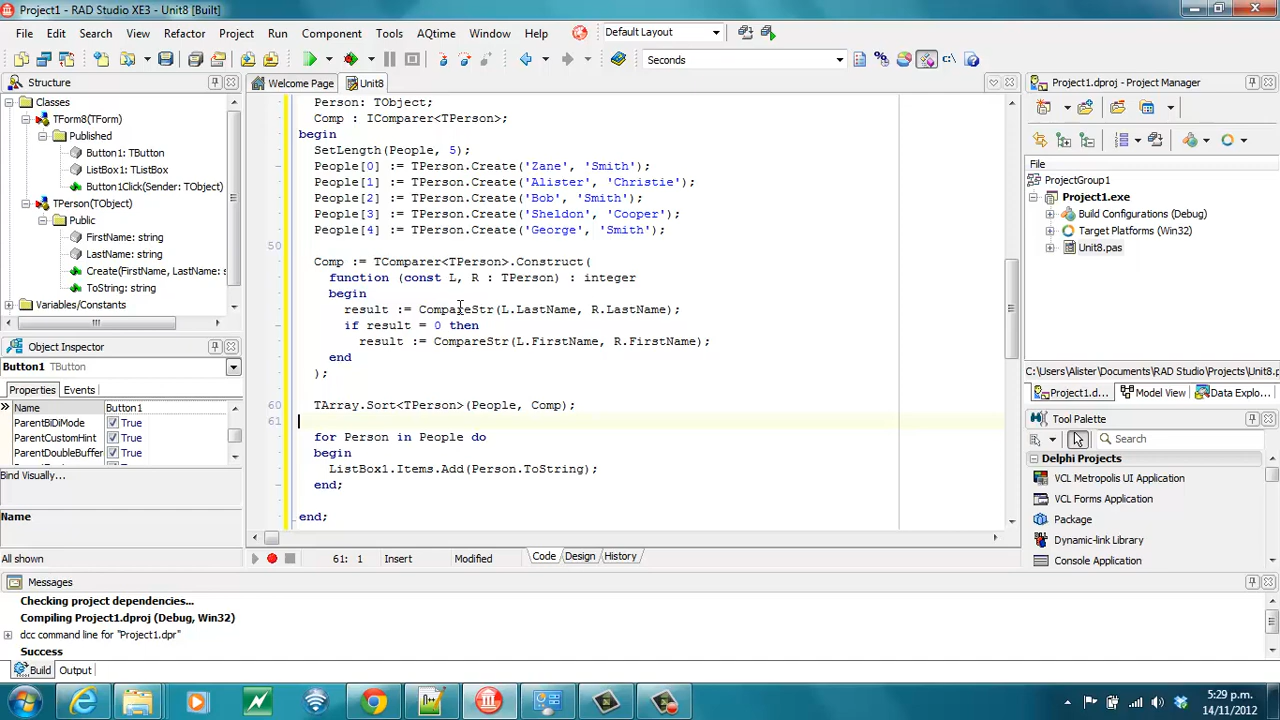 Project1 - RAD Studio XE3 - Unit8 [Built]
File Edit Search View Refactor Project Run Component Tools AQtime Window Help Default Layout
Seconds
Structure
Classes
TForm8(TForm)
Published
Button1: TButton
ListBox1: TListBox
Button1Click(Sender: TObject)
TPerson(TObject)
Public
FirstName: string
LastName: string
Create(FirstName, LastName: s
ToString: string
Variables/Constants
Object Inspector
Button1 TButton
Properties Events
Name Button1
ParentBiDiMode True
ParentCustomHint True
ParentDoubleBuffer True
Bind Visually...
Name
All shown
Welcome Page Unit8
Person: TObject;
Comp : IComparer<TPerson>;
begin
SetLength(People, 5);
People[0] := TPerson.Create('Zane', 'Smith');
People[1] := TPerson.Create('Alister', 'Christie');
People[2] := TPerson.Create('Bob', 'Smith');
People[3] := TPerson.Create('Sheldon', 'Cooper');
People[4] := TPerson.Create('George', 'Smith');
50
Comp := TComparer<TPerson>.Construct(
function (const L, R : TPerson) : integer
begin
result := CompareStr(L.LastName, R.LastName);
if result = 0 then
result := CompareStr(L.FirstName, R.FirstName);
end
);
60 TArray.Sort<TPerson>(People, Comp);
61
for Person in People do
begin
ListBox1.Items.Add(Person.ToString);
end;
end;
61: 1 Insert Modified Code Design History
Project1.dproj - Project Manager
File
ProjectGroup1
Project1.exe
Build Configurations (Debug)
Target Platforms (Win32)
Unit8.pas
C:\Users\Alister\Documents\RAD Studio\Projects\Unit8.p
Project1.d... Model View Data Explo...
Tool Palette
Search
Delphi Projects
VCL Metropolis UI Application
VCL Forms Application
Package
Dynamic-link Library
Console Application
Messages
Checking project dependencies...
Compiling Project1.dproj (Debug, Win32)
dcc command line for "Project1.dpr"
Success
Build Output
5:29 p.m.
14/11/2012